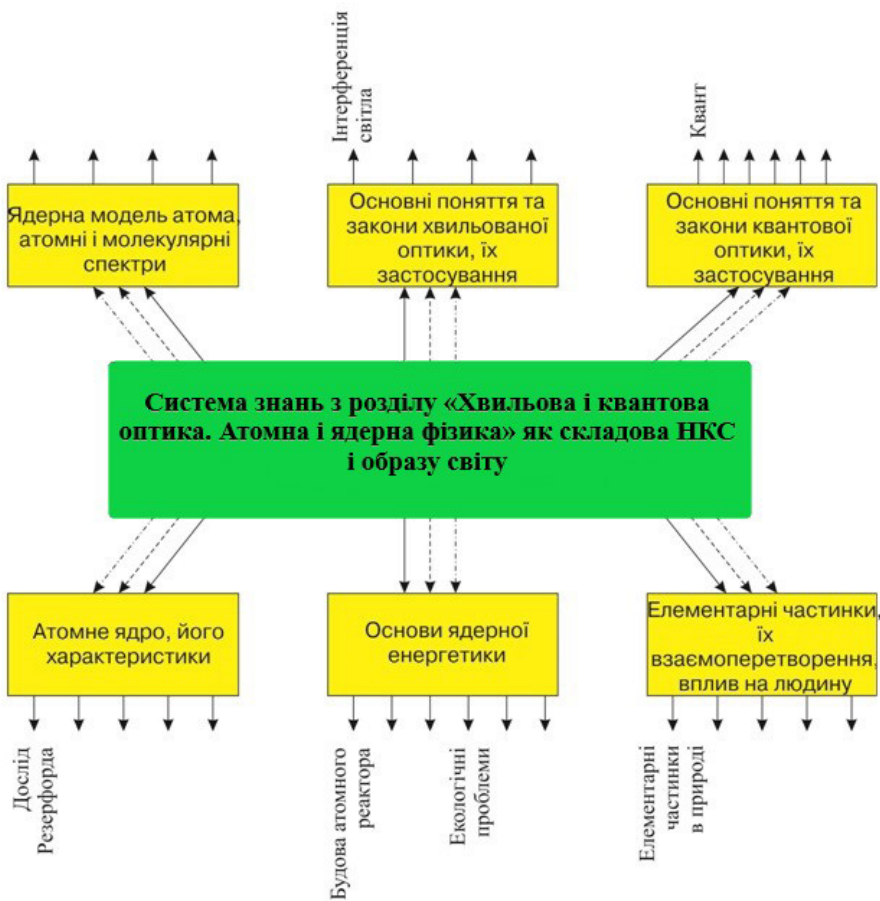 Інтерференція
світла
Квант
Ядерна модель атома,
атомні і молекулярні
спектри
Основні поняття та
закони хвильованої
оптики, їх
застосування
Основні поняття та
закони квантової
оптики, їх
застосування
Система знань з розділу «Хвильова і квантова
оптика. Атомна і ядерна фізика» як складова НКС
і образу світу
Атомне ядро, його
характеристики
Основи ядерної
енергетики
Елементарні частинки,
їх
взаємоперетворення,
вплив на людину
Дослід
Резерфорда
Будова атомного
реактора
Екологічні
проблеми
Елементарні
частинки
в природі